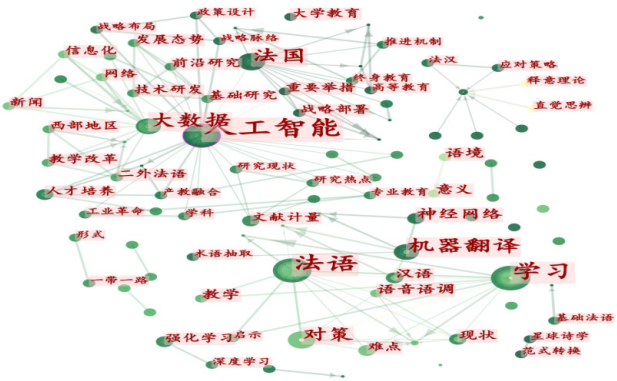 政策设计
大学教育
战略布局
发展态势
战略脉络
推进机制
信息化
法国
法汉
应对策略
前沿研究
网络
终身教育
释意理论
技术研发
重要举措
高等教育
基础研究
新闻
战略部署
直觉思辨
大数据
人工智能
西部地区
语境
教学改革
研究现状
二外法语
研究热点
人才培养
产教融合
专业教育
意义
工业革命
学科
文献计量
神经网络
形式
机器翻译
术语抽取
法语
汉语
学习
一带一路
教学
语音语调
基础法语
强化学习
启示
对策
难点
现状
星球诗学
范式转换
深度学习